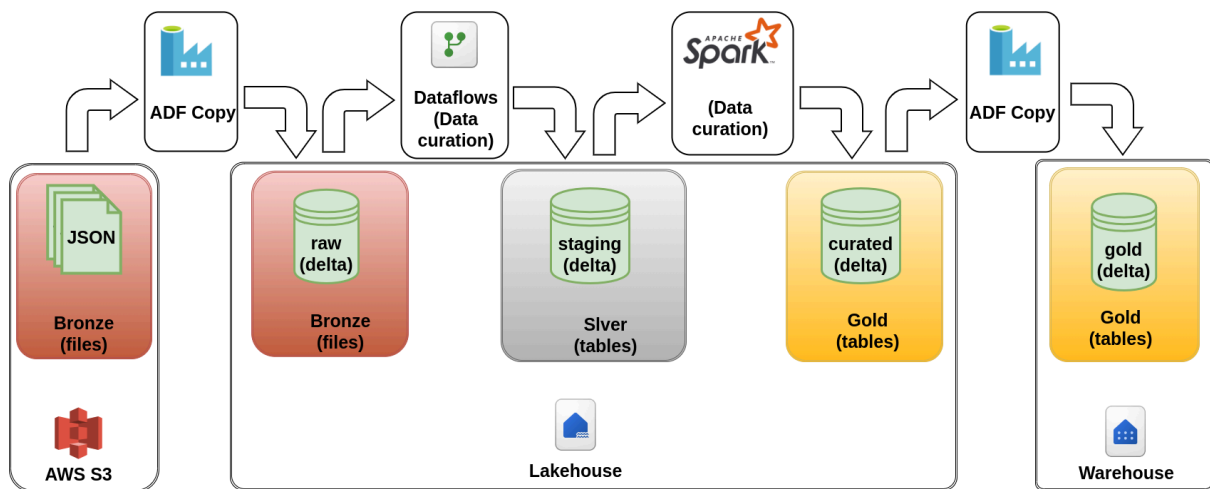 ADF Copy
Dataflows
(Data
curation)
APACHE
Spark
(Data
curation)
ADF Copy
JSON
Bronze
(files)
AWS S3
raw
(delta)
Bronze
(files)
staging
(delta)
Slver
(tables)
curated
(delta)
Gold
(tables)
Lakehouse
gold
(delta)
Gold
(tables)
Warehouse